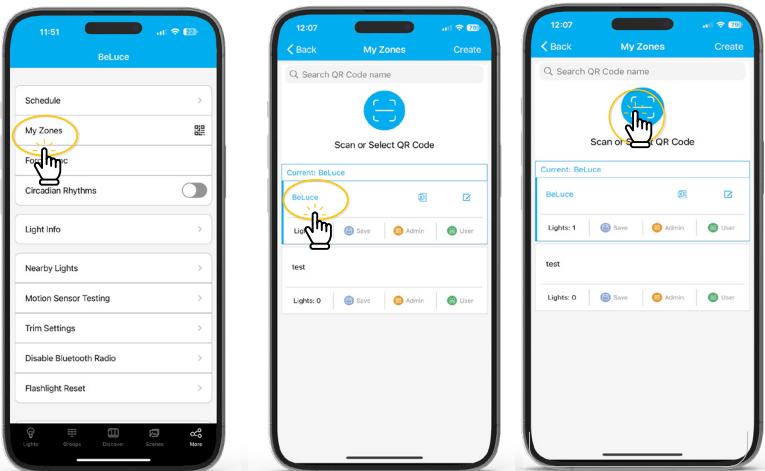 11:51
22
BeLuce
Schedule
My Zones
Circadian Rhythms
Light Info
Nearby Lights
Motion Sensor Testing
Trim Settings
Disable Bluetooth Radio
Flashlight Reset
Lights
Groups
Discover
Scenes
More
12:07
Back
My Zones
Create
Search QR Code name
Scan or Select QR Code
Current: BeLuce
BeLuce
Save
Admin
User
test
Lights: 0
Save
Admin
User
12:07
Back
My Zones
Create
Search QR Code name
Scan or QR Code
Current: BeLuce
BeLuce
Lights: 1
Save
Admin
User
test
Lights: 0
Save
Admin
User